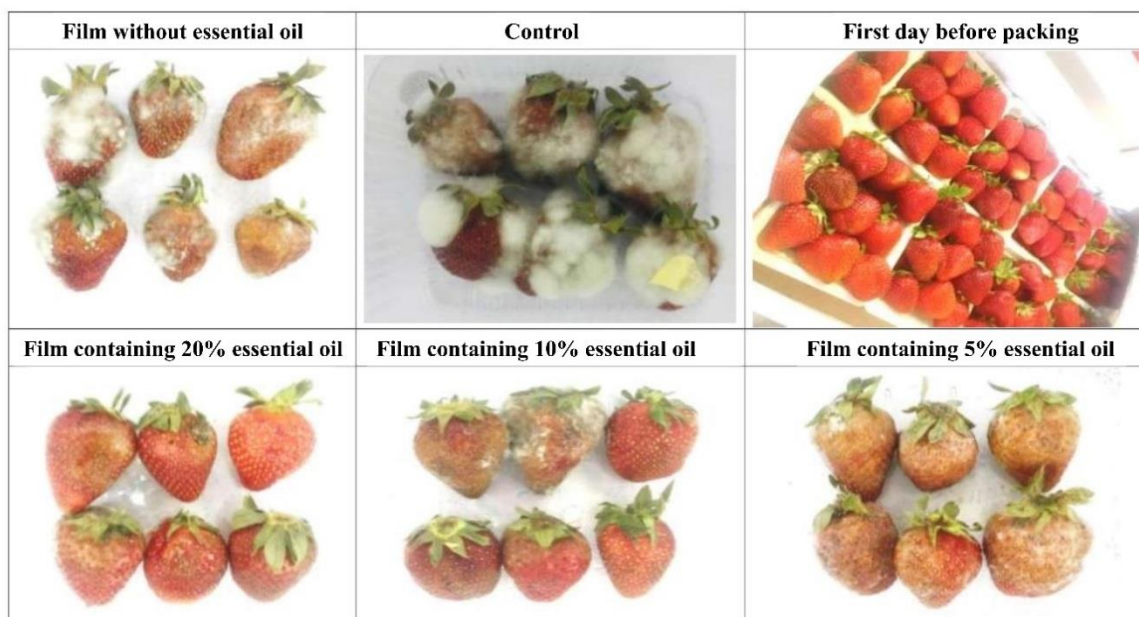 Film without essential oil
Control
First day before packing
Film containing 20% essential oil
Film containing 10% essential oil
Film containing 5% essential oil